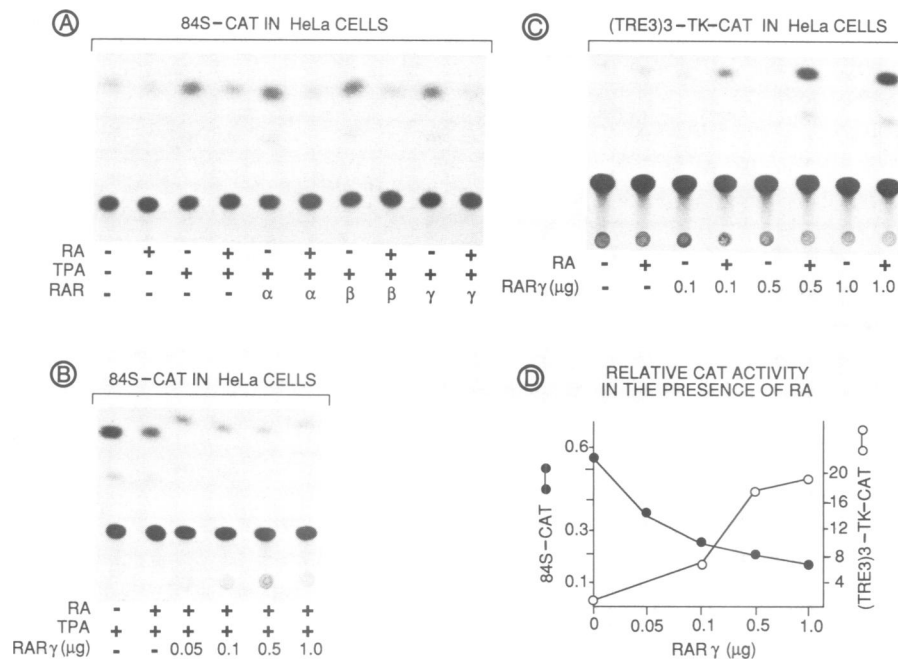 A
84S-CAT IN HeLa CELLS
RA - + - + - + - + - +
TPA - - + + + + + + + +
RAR - - - - α α β β γ γ
B
84S-CAT IN HeLa CELLS
RA - + + + + +
TPA + + + + + +
RARγ (µg) - - 0.05 0.1 0.5 1.0
C
(TRE3)3-TK-CAT IN HeLa CELLS
RA - + - + - + - +
RARγ (µg) - - 0.1 0.1 0.5 0.5 1.0 1.0
D
RELATIVE CAT ACTIVITY
IN THE PRESENCE OF RA
84S-CAT
0.6
0.3
0.1
(TRE3)3-TK-CAT
20
16
12
8
4
0 0.05 0.1 0.5 1.0
RAR γ (µg)